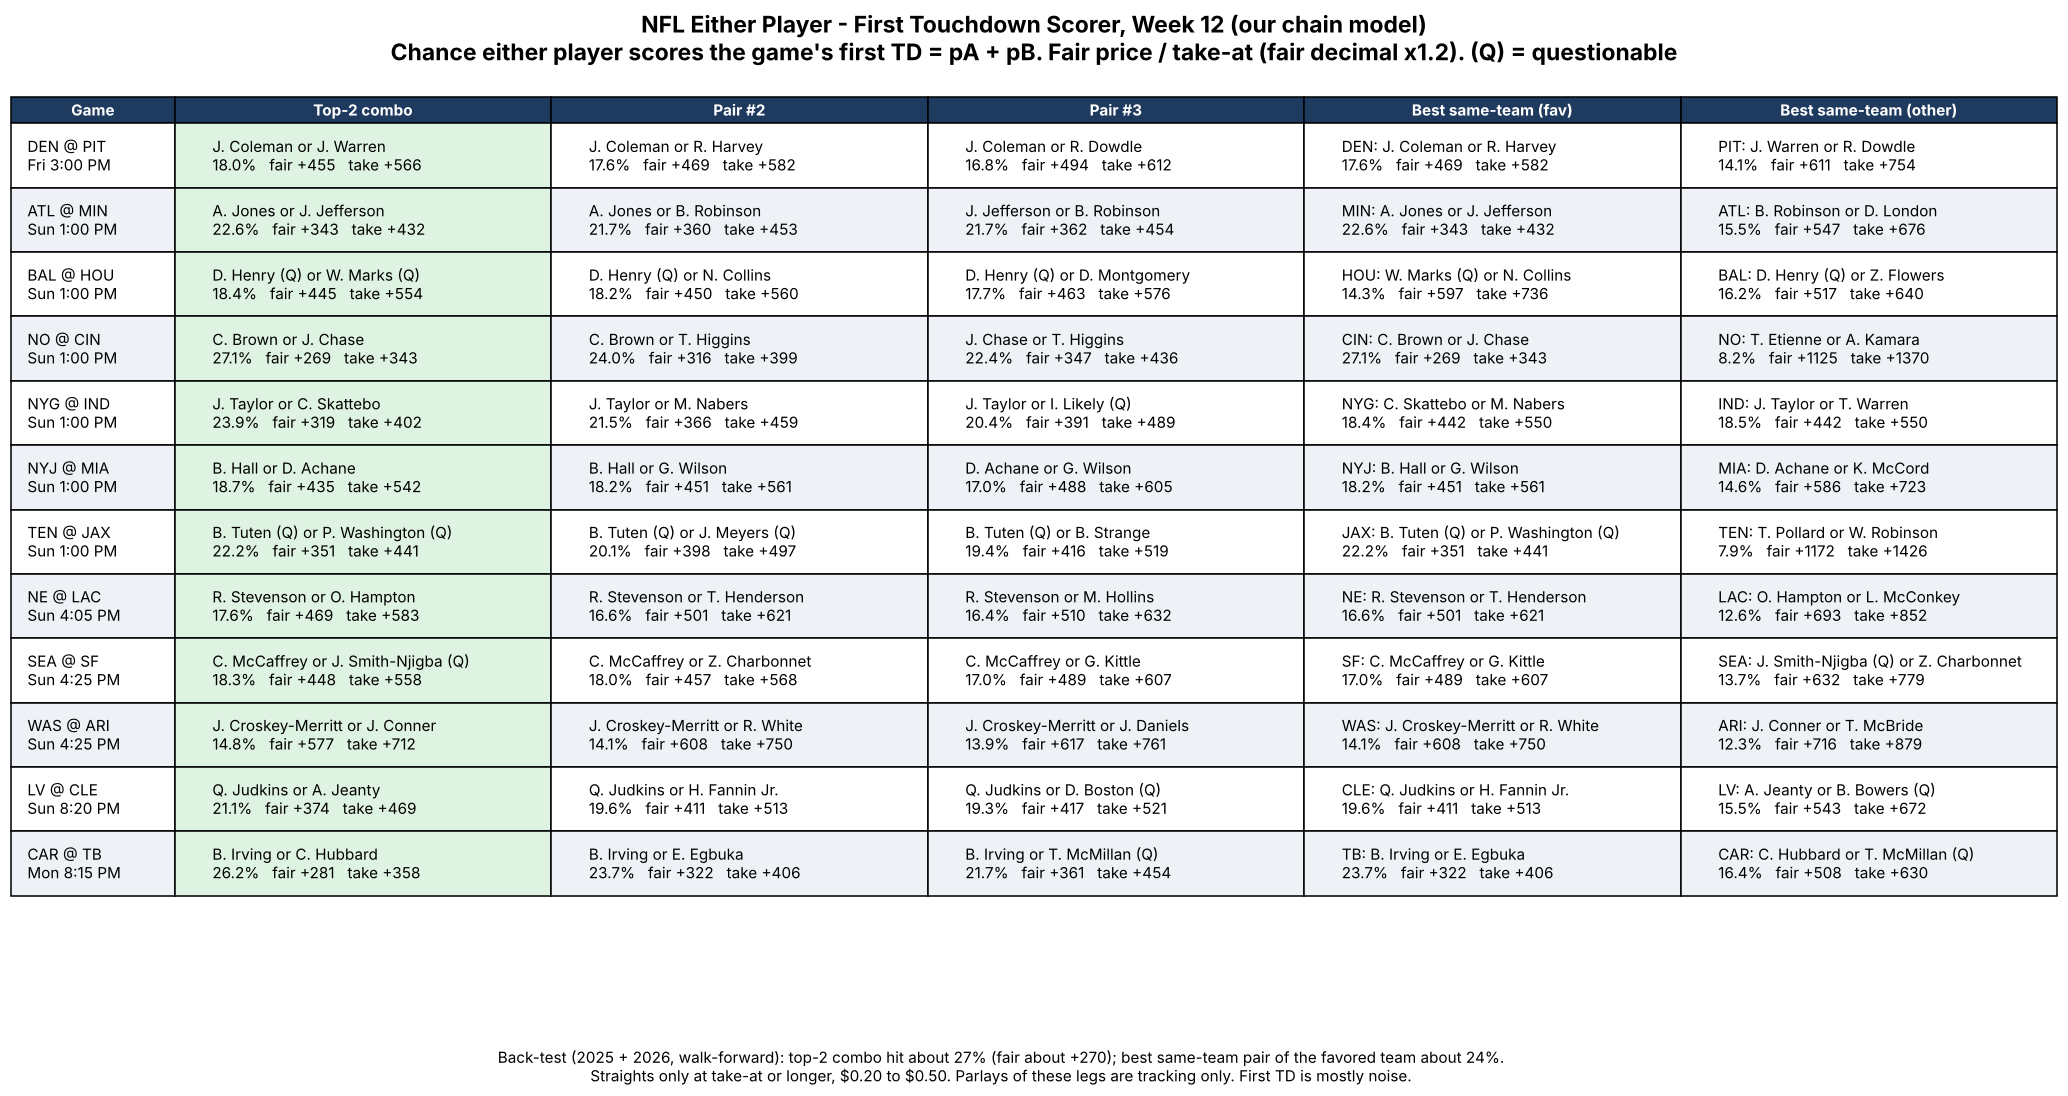 NFL Either Player - First Touchdown Scorer, Week 12 (our chain model)
Chance either player scores the game's first TD = pA + pB. Fair price / take-at (fair decimal x1.2). (Q) = questionable
Game Top-2 combo Pair #2 Pair #3 Best same-team (fav) Best same-team (other)
DEN @ PIT J. Coleman or J. Warren J. Coleman or R. Harvey J. Coleman or R. Dowdle DEN: J. Coleman or R. Harvey PIT: J. Warren or R. Dowdle
Fri 3:00 PM 18.0% fair +455 take +566 17.6% fair +469 take +582 16.8% fair +494 take +612 17.6% fair +469 take +582 14.1% fair +611 take +754
ATL @ MIN A. Jones or J. Jefferson A. Jones or B. Robinson J. Jefferson or B. Robinson MIN: A. Jones or J. Jefferson ATL: B. Robinson or D. London
Sun 1:00 PM 22.6% fair +343 take +432 21.7% fair +360 take +453 21.7% fair +362 take +454 22.6% fair +343 take +432 15.5% fair +547 take +676
BAL @ HOU D. Henry (Q) or W. Marks (Q) D. Henry (Q) or N. Collins D. Henry (Q) or D. Montgomery HOU: W. Marks (Q) or N. Collins BAL: D. Henry (Q) or Z. Flowers
Sun 1:00 PM 18.4% fair +445 take +554 18.2% fair +450 take +560 17.7% fair +463 take +576 14.3% fair +597 take +736 16.2% fair +517 take +640
NO @ CIN C. Brown or J. Chase C. Brown or T. Higgins J. Chase or T. Higgins CIN: C. Brown or J. Chase NO: T. Etienne or A. Kamara
Sun 1:00 PM 27.1% fair +269 take +343 24.0% fair +316 take +399 22.4% fair +347 take +436 27.1% fair +269 take +343 8.2% fair +1125 take +1370
NYG @ IND J. Taylor or C. Skattebo J. Taylor or M. Nabers J. Taylor or I. Likely (Q) NYG: C. Skattebo or M. Nabers IND: J. Taylor or T. Warren
Sun 1:00 PM 23.9% fair +319 take +402 21.5% fair +366 take +459 20.4% fair +391 take +489 18.4% fair +442 take +550 18.5% fair +442 take +550
NYJ @ MIA B. Hall or D. Achane B. Hall or G. Wilson D. Achane or G. Wilson NYJ: B. Hall or G. Wilson MIA: D. Achane or K. McCord
Sun 1:00 PM 18.7% fair +435 take +542 18.2% fair +451 take +561 17.0% fair +488 take +605 18.2% fair +451 take +561 14.6% fair +586 take +723
TEN @ JAX B. Tuten (Q) or P. Washington (Q) B. Tuten (Q) or J. Meyers (Q) B. Tuten (Q) or B. Strange JAX: B. Tuten (Q) or P. Washington (Q) TEN: T. Pollard or W. Robinson
Sun 1:00 PM 22.2% fair +351 take +441 20.1% fair +398 take +497 19.4% fair +416 take +519 22.2% fair +351 take +441 7.9% fair +1172 take +1426
NE @ LAC R. Stevenson or O. Hampton R. Stevenson or T. Henderson R. Stevenson or M. Hollins NE: R. Stevenson or T. Henderson LAC: O. Hampton or L. McConkey
Sun 4:05 PM 17.6% fair +469 take +583 16.6% fair +501 take +621 16.4% fair +510 take +632 16.6% fair +501 take +621 12.6% fair +693 take +852
SEA @ SF C. McCaffrey or J. Smith-Njigba (Q) C. McCaffrey or Z. Charbonnet C. McCaffrey or G. Kittle SF: C. McCaffrey or G. Kittle SEA: J. Smith-Njigba (Q) or Z. Charbonnet
Sun 4:25 PM 18.3% fair +448 take +558 18.0% fair +457 take +568 17.0% fair +489 take +607 17.0% fair +489 take +607 13.7% fair +632 take +779
WAS @ ARI J. Croskey-Merritt or J. Conner J. Croskey-Merritt or R. White J. Croskey-Merritt or J. Daniels WAS: J. Croskey-Merritt or R. White ARI: J. Conner or T. McBride
Sun 4:25 PM 14.8% fair +577 take +712 14.1% fair +608 take +750 13.9% fair +617 take +761 14.1% fair +608 take +750 12.3% fair +716 take +879
LV @ CLE Q. Judkins or A. Jeanty Q. Judkins or H. Fannin Jr. Q. Judkins or D. Boston (Q) CLE: Q. Judkins or H. Fannin Jr. LV: A. Jeanty or B. Bowers (Q)
Sun 8:20 PM 21.1% fair +374 take +469 19.6% fair +411 take +513 19.3% fair +417 take +521 19.6% fair +411 take +513 15.5% fair +543 take +672
CAR @ TB B. Irving or C. Hubbard B. Irving or E. Egbuka B. Irving or T. McMillan (Q) TB: B. Irving or E. Egbuka CAR: C. Hubbard or T. McMillan (Q)
Mon 8:15 PM 26.2% fair +281 take +358 23.7% fair +322 take +406 21.7% fair +361 take +454 23.7% fair +322 take +406 16.4% fair +508 take +630
Back-test (2025 + 2026, walk-forward): top-2 combo hit about 27% (fair about +270); best same-team pair of the favored team about 24%.
Straights only at take-at or longer, $0.20 to $0.50. Parlays of these legs are tracking only. First TD is mostly noise.